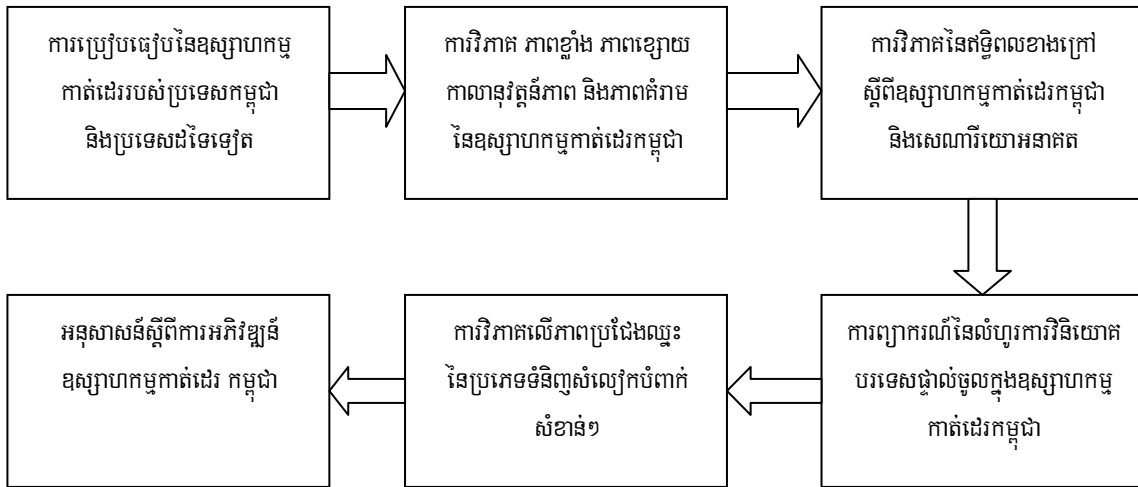 ការប្រៀបធៀបនៃឧស្សាហកម្ម
កាត់ដេររបស់ប្រទេសកម្ពុជា
និងប្រទេសដទៃទៀត
ការវិភាគ ភាពខ្លាំង ភាពខ្សោយ
កាលានុវត្តន៍ភាព និងភាពគំរាម
នៃឧស្សាហកម្មកាត់ដេរកម្ពុជា
ការវិភាគនៃឥទ្ធិពលខាងក្រៅ
ស្តីពីឧស្សាហកម្មកាត់ដេរកម្ពុជា
និងសេណារីយោអនាគត
ការព្យាករណ៍នៃលំហូរការវិនិយោគ
បរទេសផ្ទាល់ចូលក្នុងឧស្សាហកម្ម
កាត់ដេរកម្ពុជា
ការវិភាគលើភាពប្រជែងឈ្នះ
នៃប្រភេទទំនិញសំលៀកបំពាក់
សំខាន់ៗ
អនុសាសន៍ស្តីពីការអភិវឌ្ឍន៍
ឧស្សាហកម្មកាត់ដេរ កម្ពុជា